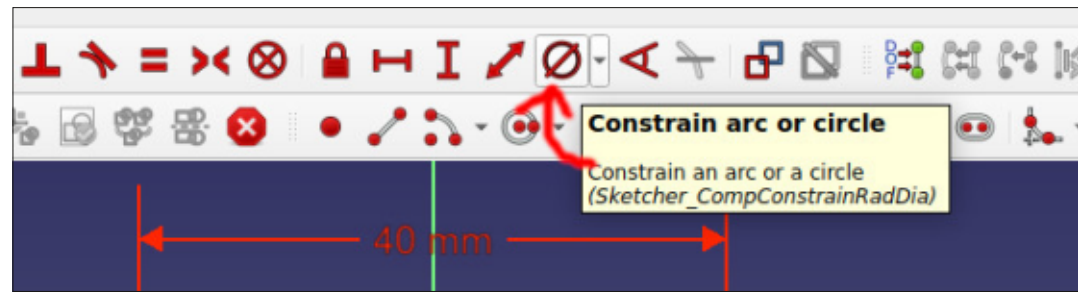 Constrain arc or circle
Constrain an arc or a circle
(Sketcher_CompConstrainRadDia)
40 mm
D
P
F